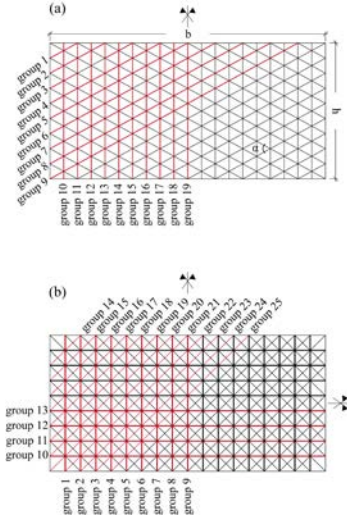 (a)
b
group 1
group 2
group 3
group 4
group 5
group 6
group 7
group 8
group 9
h
α
group 10
group 11
group 12
group 13
group 14
group 15
group 16
group 17
group 18
group 19
(b)
group 14
group 15
group 16
group 17
group 18
group 19
group 20
group 21
group 22
group 23
group 24
group 25
group 13
group 12
group 11
group 10
group 1
group 2
group 3
group 4
group 5
group 6
group 7
group 8
group 9